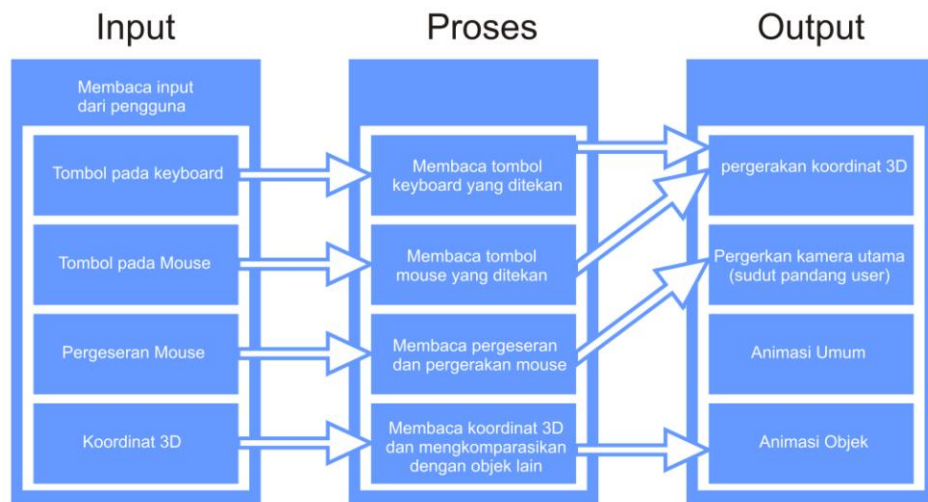 Input
Proses
Output
Membaca input
dari pengguna
Tombol pada keyboard
Membaca tombol
keyboard yang ditekan
pergerakan koordinat 3D
Tombol pada Mouse
Membaca tombol
mouse yang ditekan
Pergerkan kamera utama
(sudut pandang user)
Pergeseran Mouse
Membaca pergeseran
dan pergerakan mouse
Animasi Umum
Koordinat 3D
Membaca koordinat 3D
dan mengkomparasikan
dengan objek lain
Animasi Objek